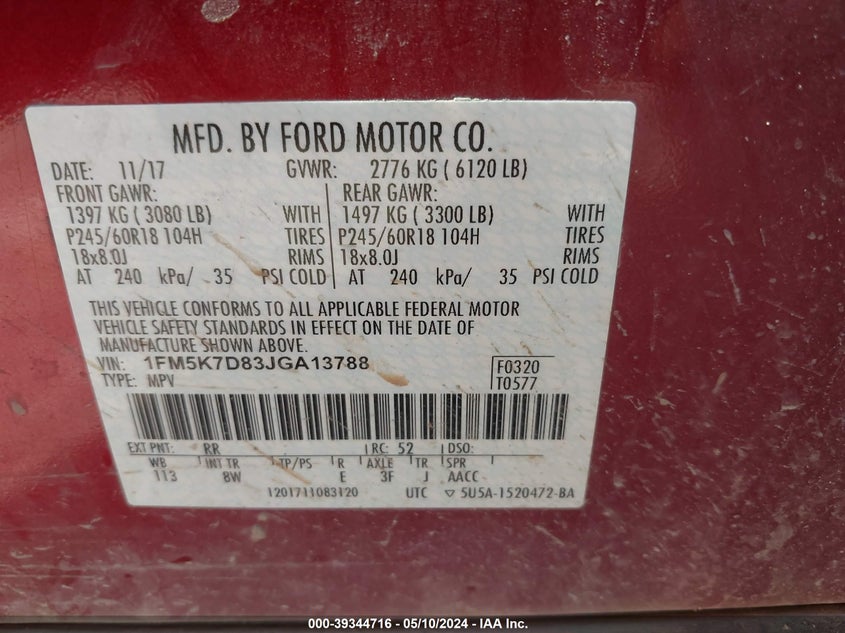 MFD. BY FORD MOTOR CO.
DATE: 11/17 GVWR: 2776 KG ( 6120 LB)
FRONT GAWR: REAR GAWR:
1397 KG ( 3080 LB) WITH 1497 KG ( 3300 LB) WITH
P245/60R18 104H TIRES P245/60R18 104H TIRES
18x8.0J RIMS 18x8.0J RIMS
AT 240 kPa/ 35 PSI COLD AT 240 kPa/ 35 PSI COLD
THIS VEHICLE CONFORMS TO ALL APPLICABLE FEDERAL MOTOR
VEHICLE SAFETY STANDARDS IN EFFECT ON THE DATE OF
MANUFACTURE SHOWN ABOVE.
VIN: 1FM5K7D83JGA13788 F0320
TYPE: MPV T0577
EXT PNT: RR RC: 52 DSO:
WB INT TR TP/PS R AXLE TR SPR
113 8W E 3F J AACC
1201711083120 UTC ▽ 5U5A-1520472-BA
000-39344716 - 05/10/2024 - IAA Inc.